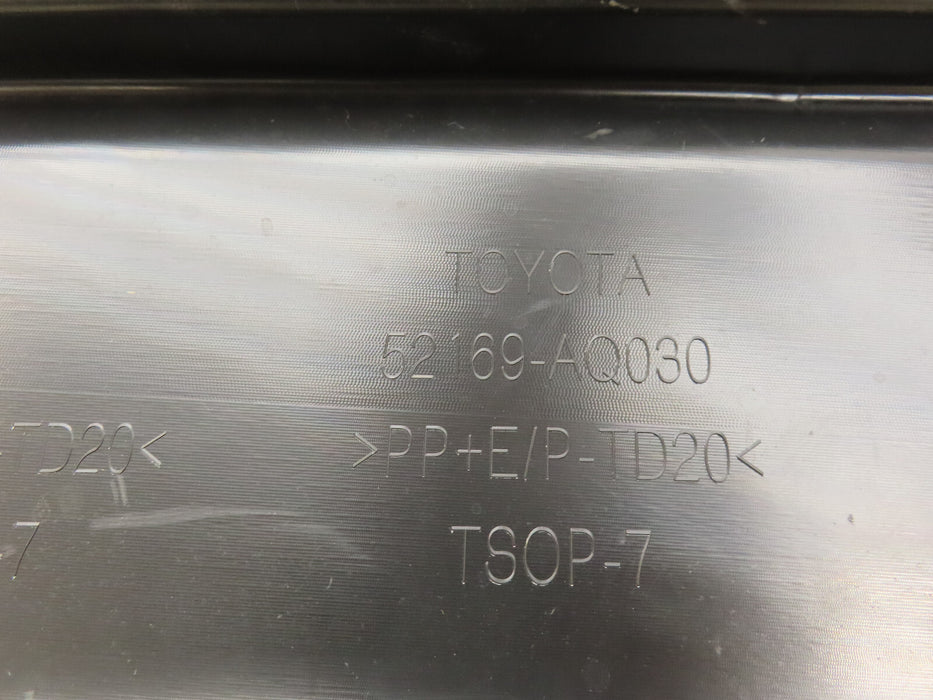 TOYOTA
52169-AQ030
TD20< >PP+E/P-TD20<
7 TSOP-7